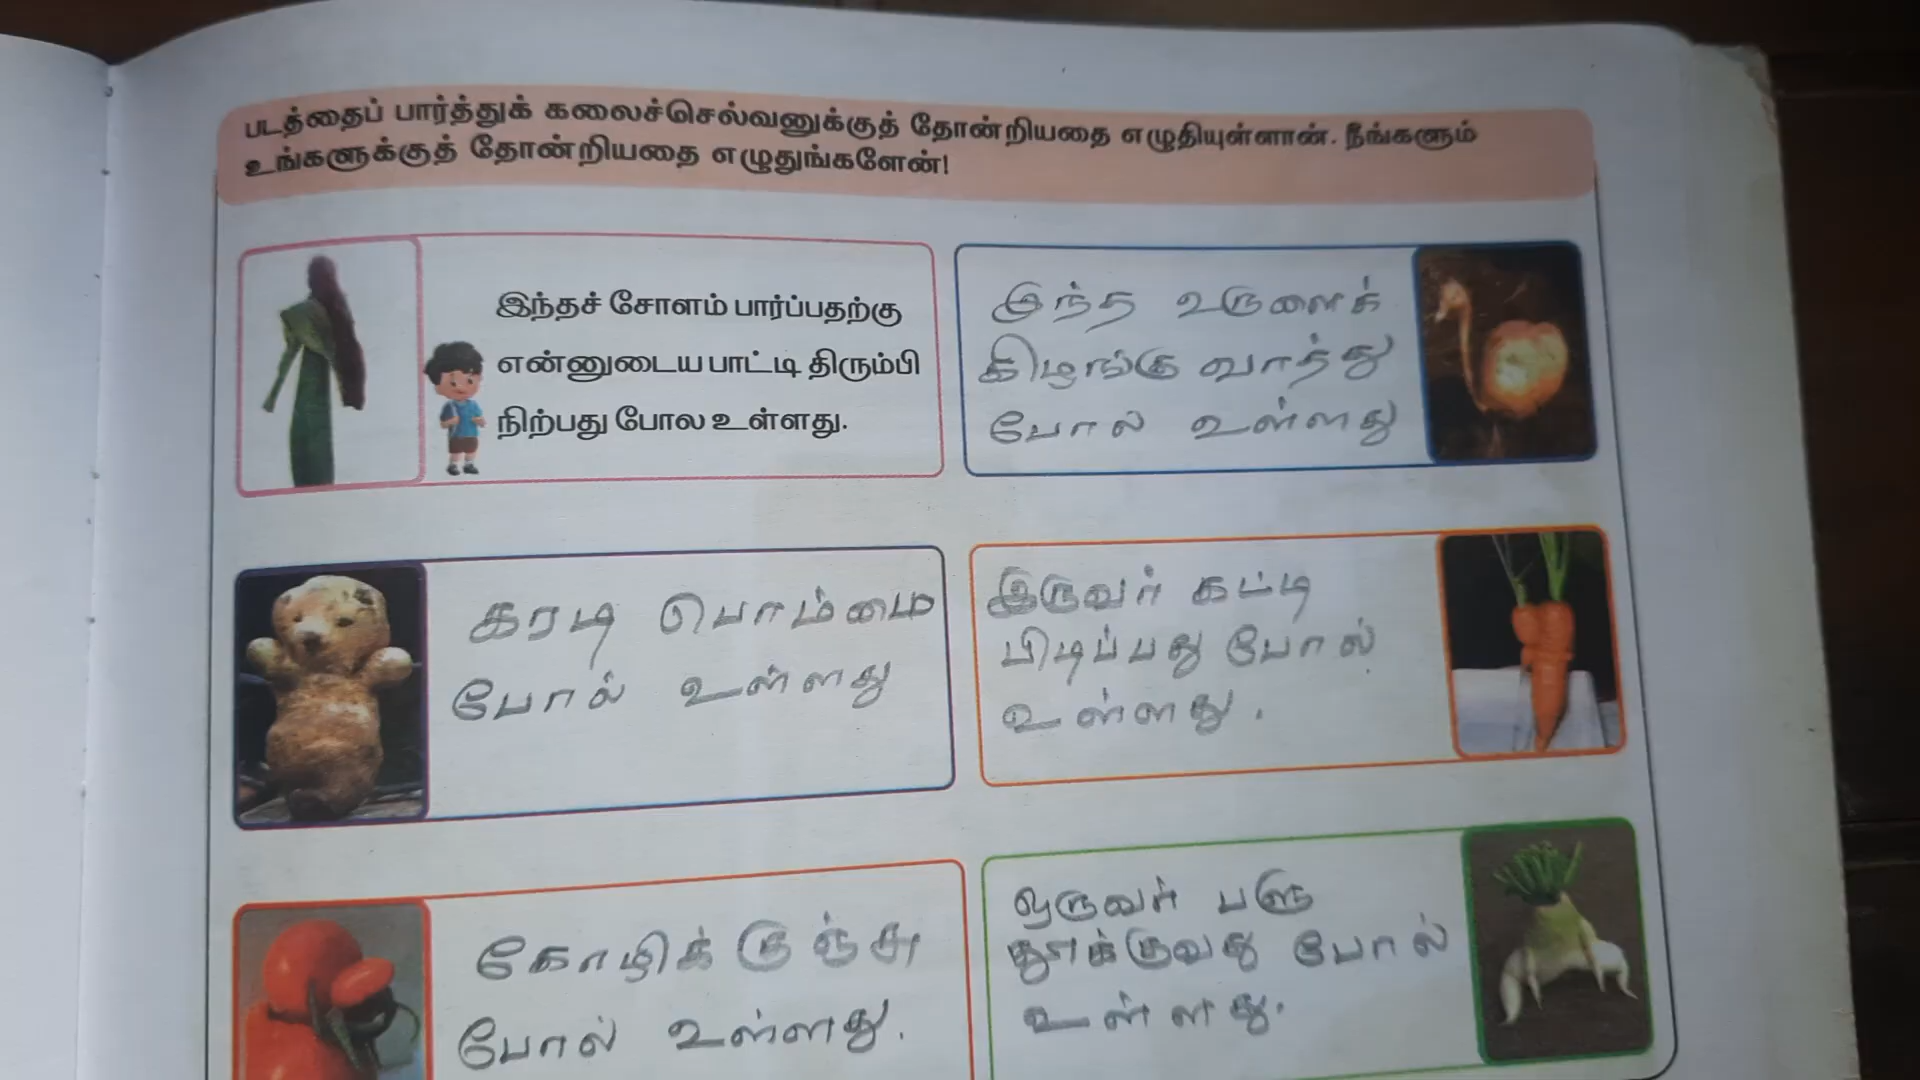 படத்தைப் பார்த்துக் கலைச்செல்வனுக்குத் தோன்றியதை எழுதியுள்ளான். நீங்களும்
உங்களுக்குத் தோன்றியதை எழுதுங்களேன்!
இந்தச் சோளம் பார்ப்பதற்கு
என்னுடைய பாட்டி திரும்பி
நிற்பது போல உள்ளது.
இந்த உருளைக்
கிழங்கு வாத்து
போல் உள்ளது
கரடி பொம்மை
போல் உள்ளது
இருவர் கட்டி
பிடிப்பது போல்
உள்ளது.
கோழிக் குஞ்சு
போல் உள்ளது.
ஒருவர் பளு
தூக்குவது போல்
உள்ளது.